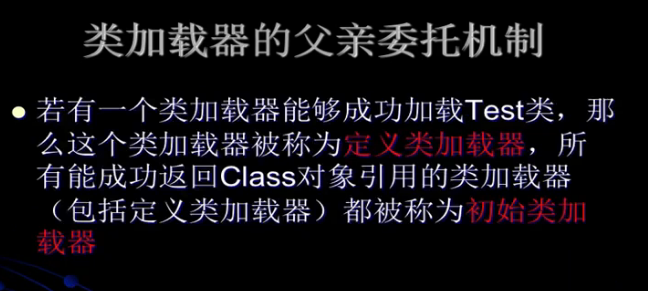 类加载器的父亲委托机制
若有一个类加载器能够成功加载Test类，那
么这个类加载器被称为定义类加载器，所
有能成功返回Class对象引用的类加载器
（包括定义类加载器）都被称为初始类加
载器